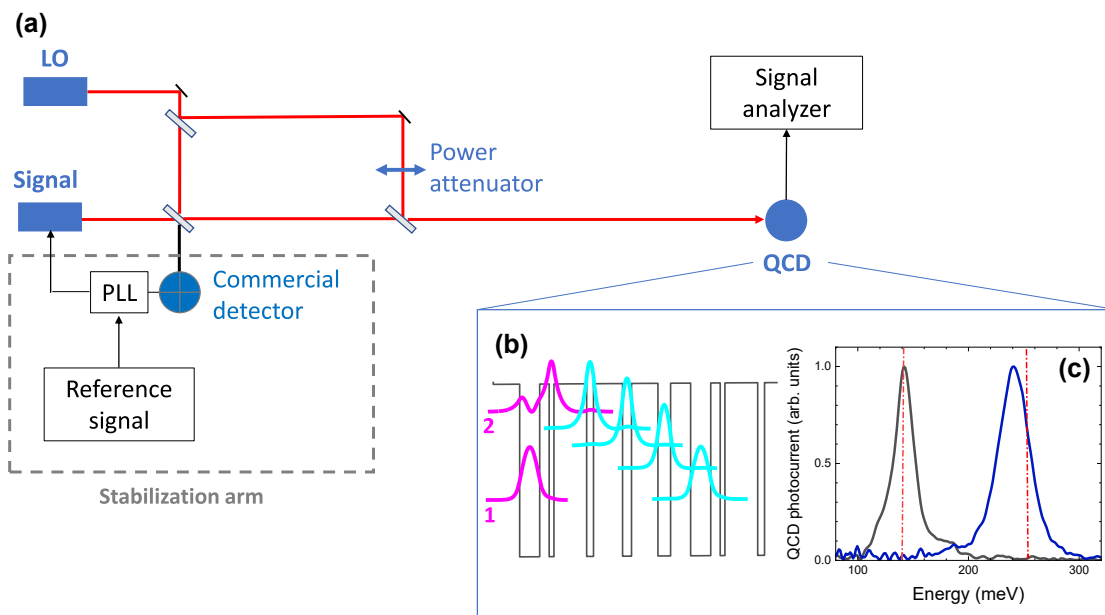 (a)
LO
Signal
analyzer
Power
attenuator
Signal
QCD
PLL
Commercial
detector
Reference
signal
Stabilization arm
(b)
2
1
(c)
QCD photocurrent (arb. units)
1.0
0.5
0.0
100
200
300
Energy (meV)